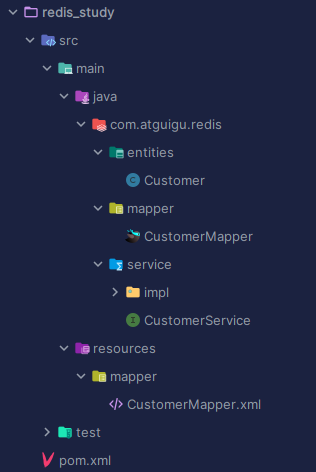 redis_study
src
main
java
com.atguigu.redis
entities
Customer
mapper
CustomerMapper
service
impl
CustomerService
resources
mapper
CustomerMapper.xml
test
pom.xml